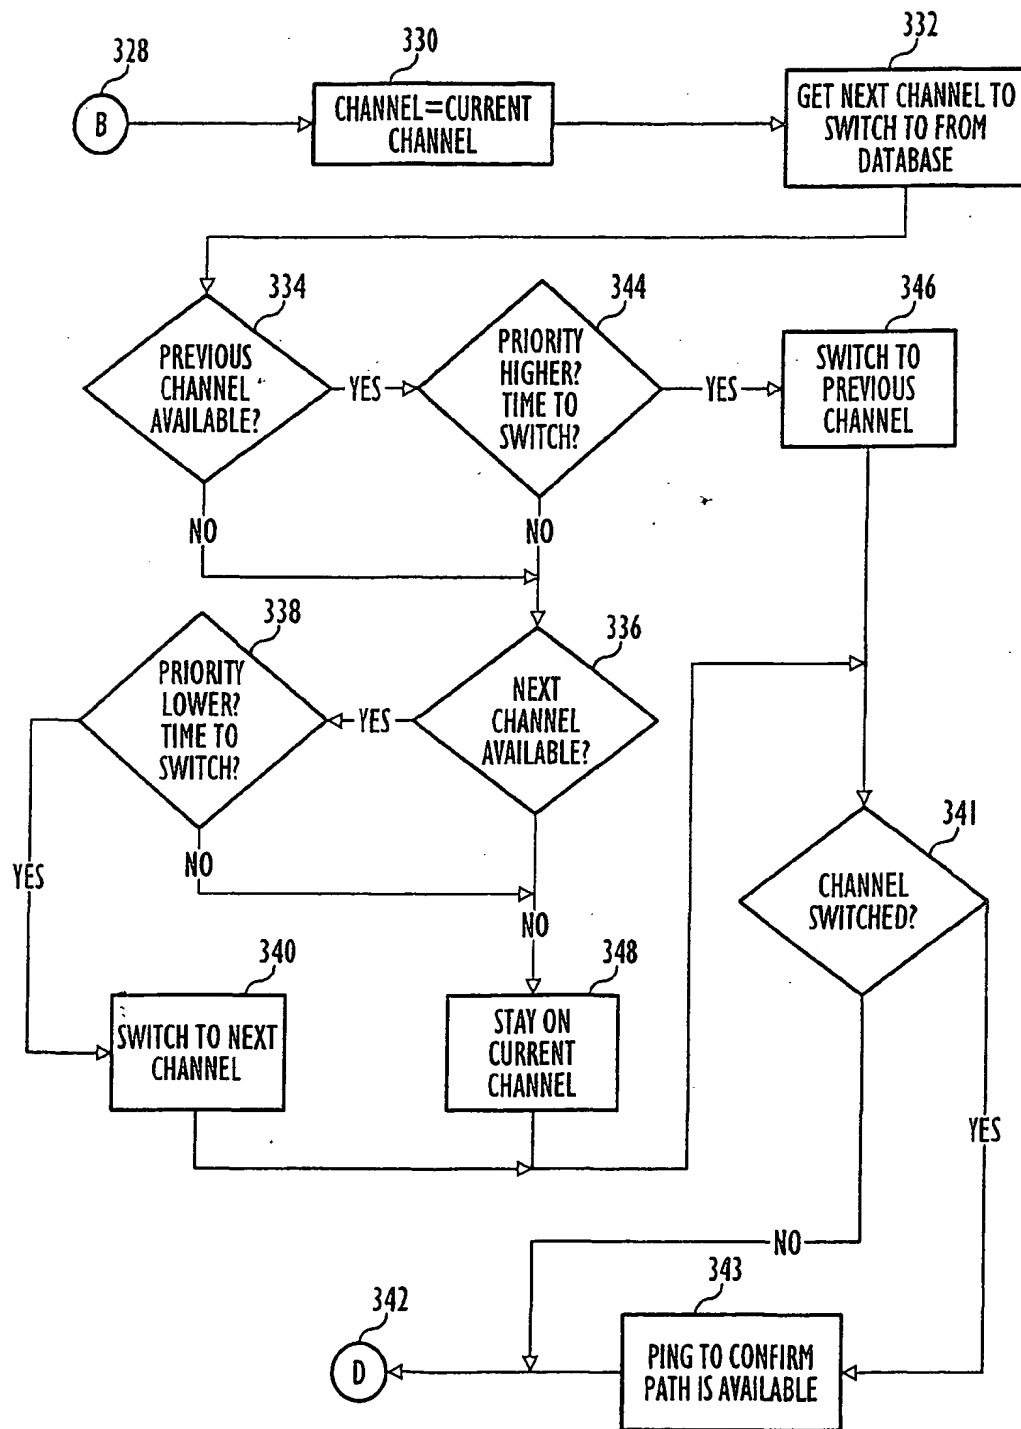 328
330
332
B
CHANNEL=CURRENT
CHANNEL
GET NEXT CHANNEL TO
SWITCH TO FROM
DATABASE
334
344
346
PREVIOUS
CHANNEL
AVAILABLE?
YES
PRIORITY
HIGHER?
TIME TO
SWITCH?
YES
SWITCH TO
PREVIOUS
CHANNEL
NO
NO
338
336
PRIORITY
LOWER?
TIME TO
SWITCH?
YES
NEXT
CHANNEL
AVAILABLE?
341
CHANNEL
SWITCHED?
YES
NO
NO
340
348
SWITCH TO NEXT
CHANNEL
STAY ON
CURRENT
CHANNEL
YES
NO
342
343
D
PING TO CONFIRM
PATH IS AVAILABLE